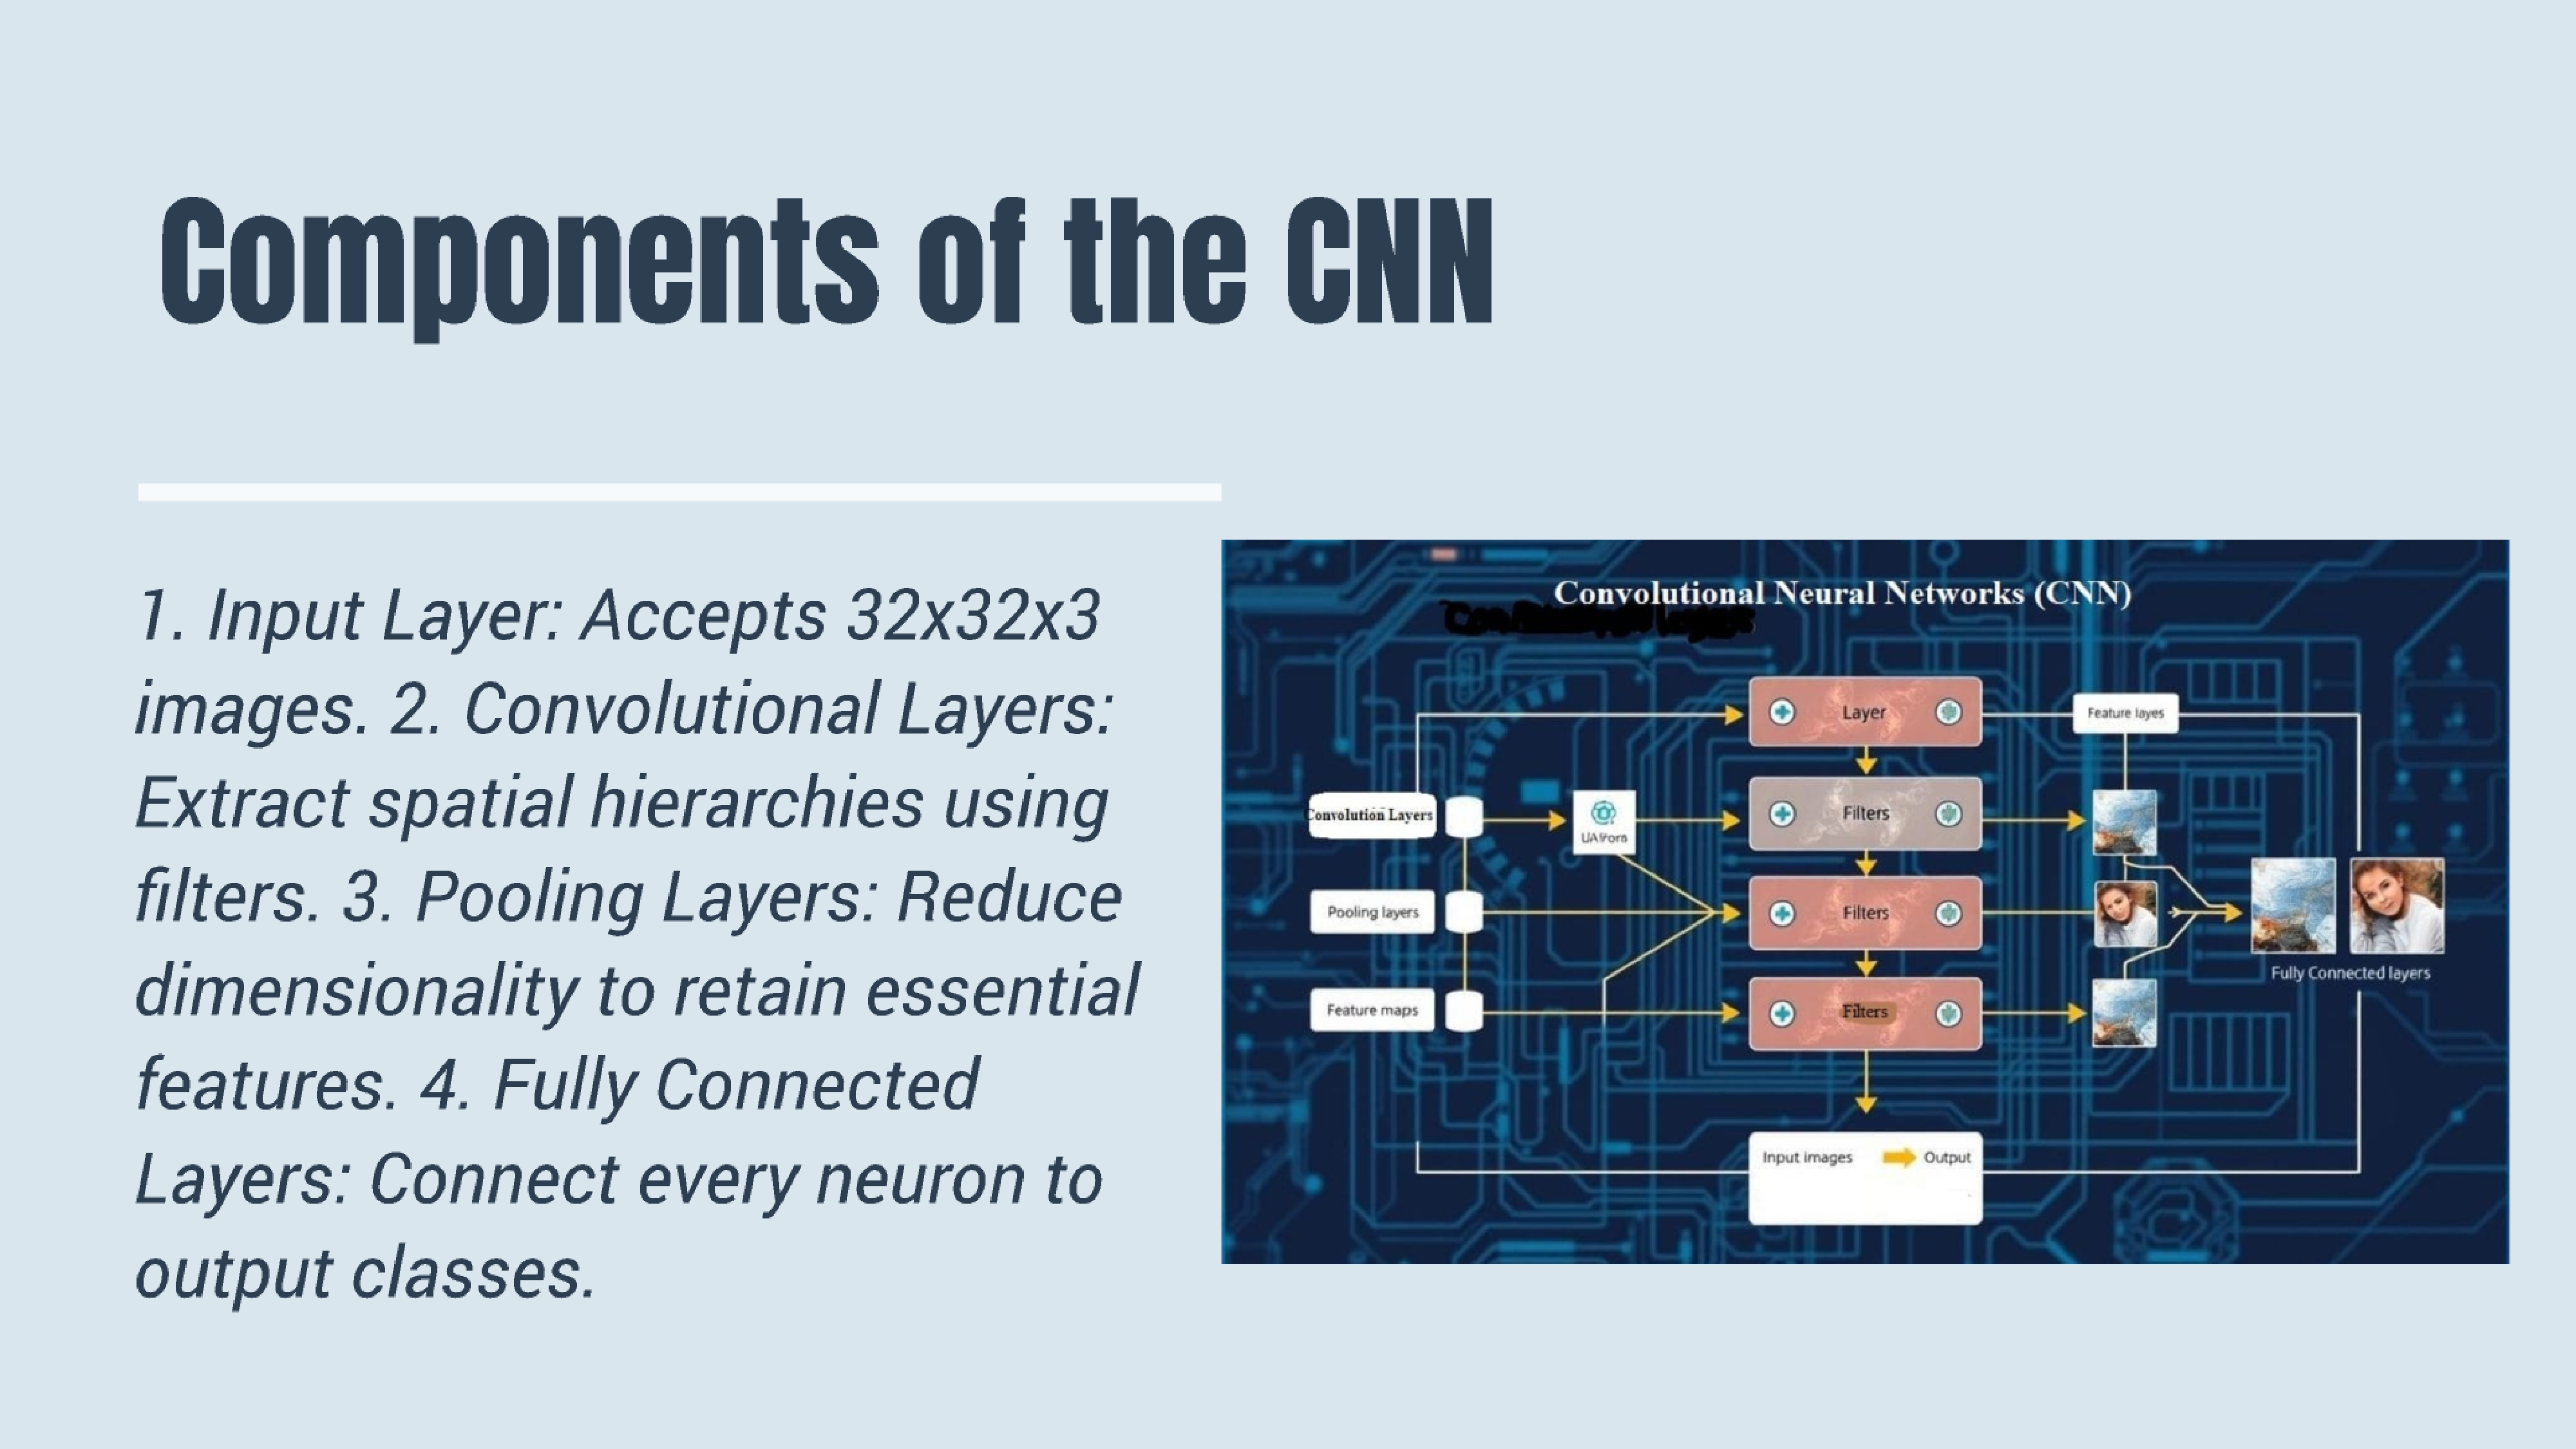 Components of the CNN
1. Input Layer: Accepts 32x32x3
images. 2. Convolutional Layers:
Extract spatial hierarchies using
filters. 3. Pooling Layers: Reduce
dimensionality to retain essential
features. 4. Fully Connected
Layers: Connect every neuron to
output classes.
Convolutional Neural Networks (CNN)
Layer
Feature layes
Convolution Layers
Filters
Pooling layers
Filters
Fully Connected layers
Feature maps
Filters
Input images
Output